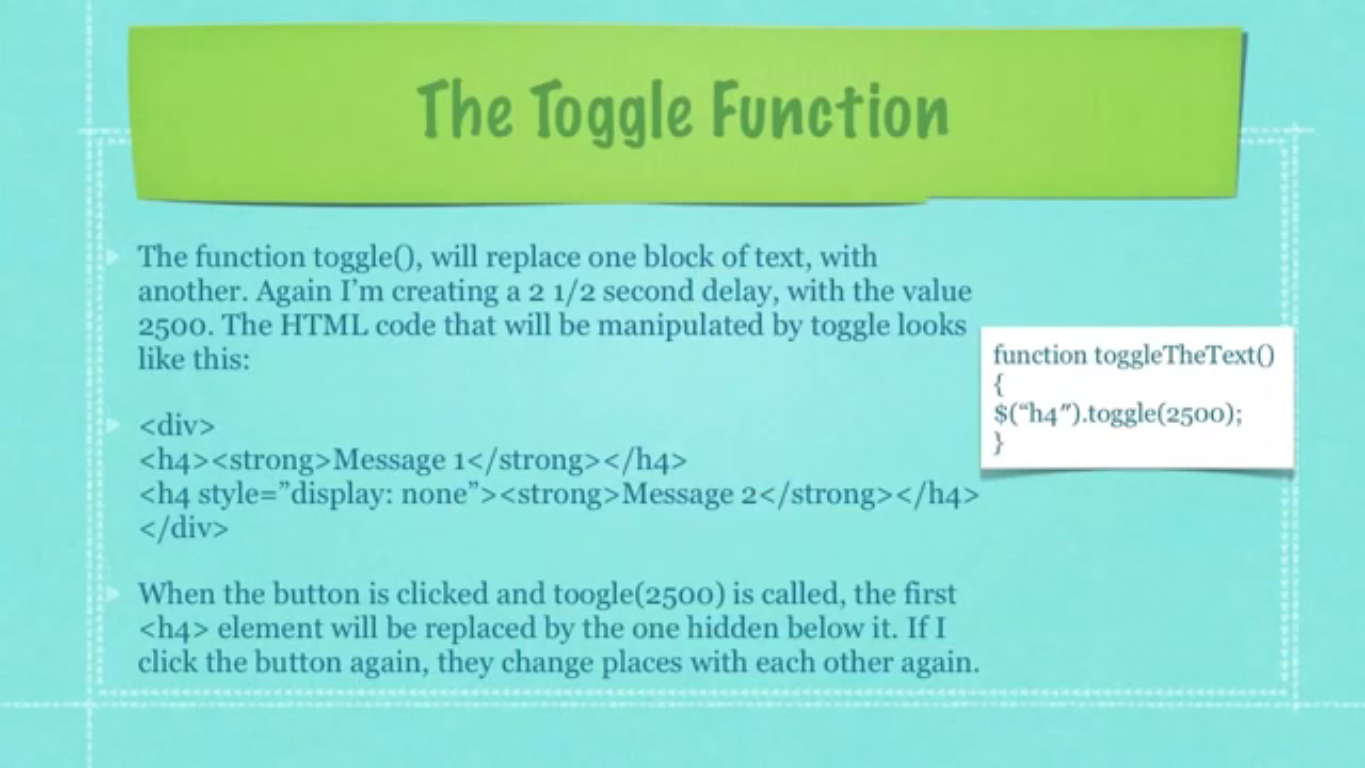 The Toggle Function
The function toggle(), will replace one block of text, with
another. Again I'm creating a 2 1/2 second delay, with the value
2500. The HTML code that will be manipulated by toggle looks
like this:
<div>
<h4><strong>Message 1</strong></h4>
<h4 style=”display: none”><strong>Message 2</strong></h4>
</div>
When the button is clicked and toogle(2500) is called, the first
<h4> element will be replaced by the one hidden below it. If I
click the button again, they change places with each other again.
function toggleTheText()
{
$(“h4″).toggle(2500);
}